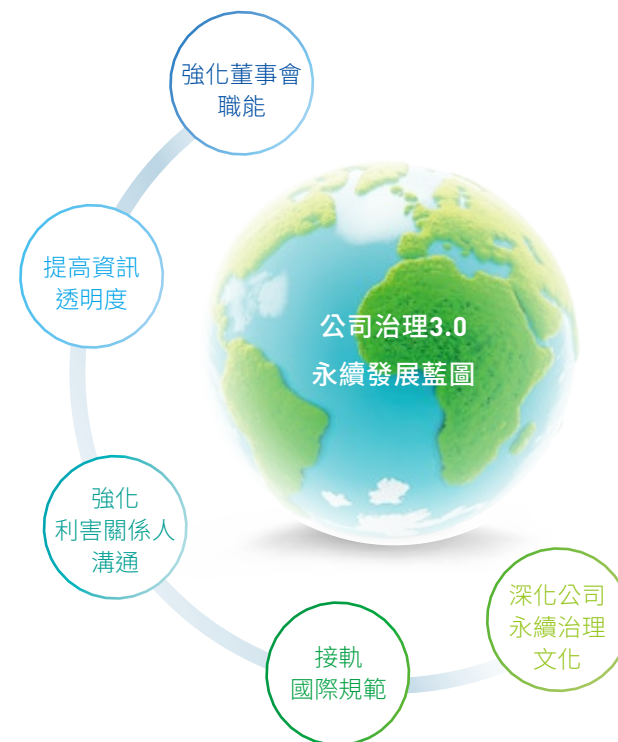 強化董事會
職能
提高資訊
透明度
公司治理3.0
永續發展藍圖
強化
利害關係人
溝通
接軌
國際規範
深化公司
永續治理
文化